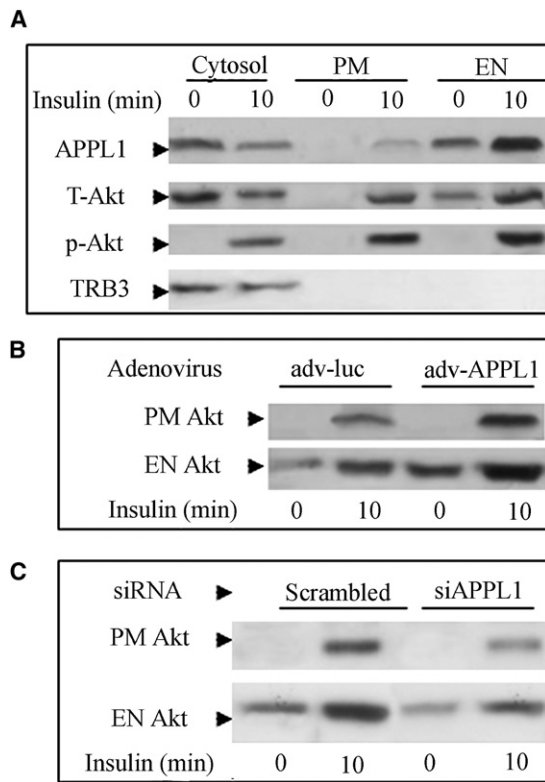 A
Cytosol PM EN
Insulin (min) 0 10 0 10 0 10
APPL1
T-Akt
p-Akt
TRB3
B
Adenovirus adv-luc adv-APPL1
PM Akt
EN Akt
Insulin (min) 0 10 0 10
C
siRNA Scrambled siAPPL1
PM Akt
EN Akt
Insulin (min) 0 10 0 10